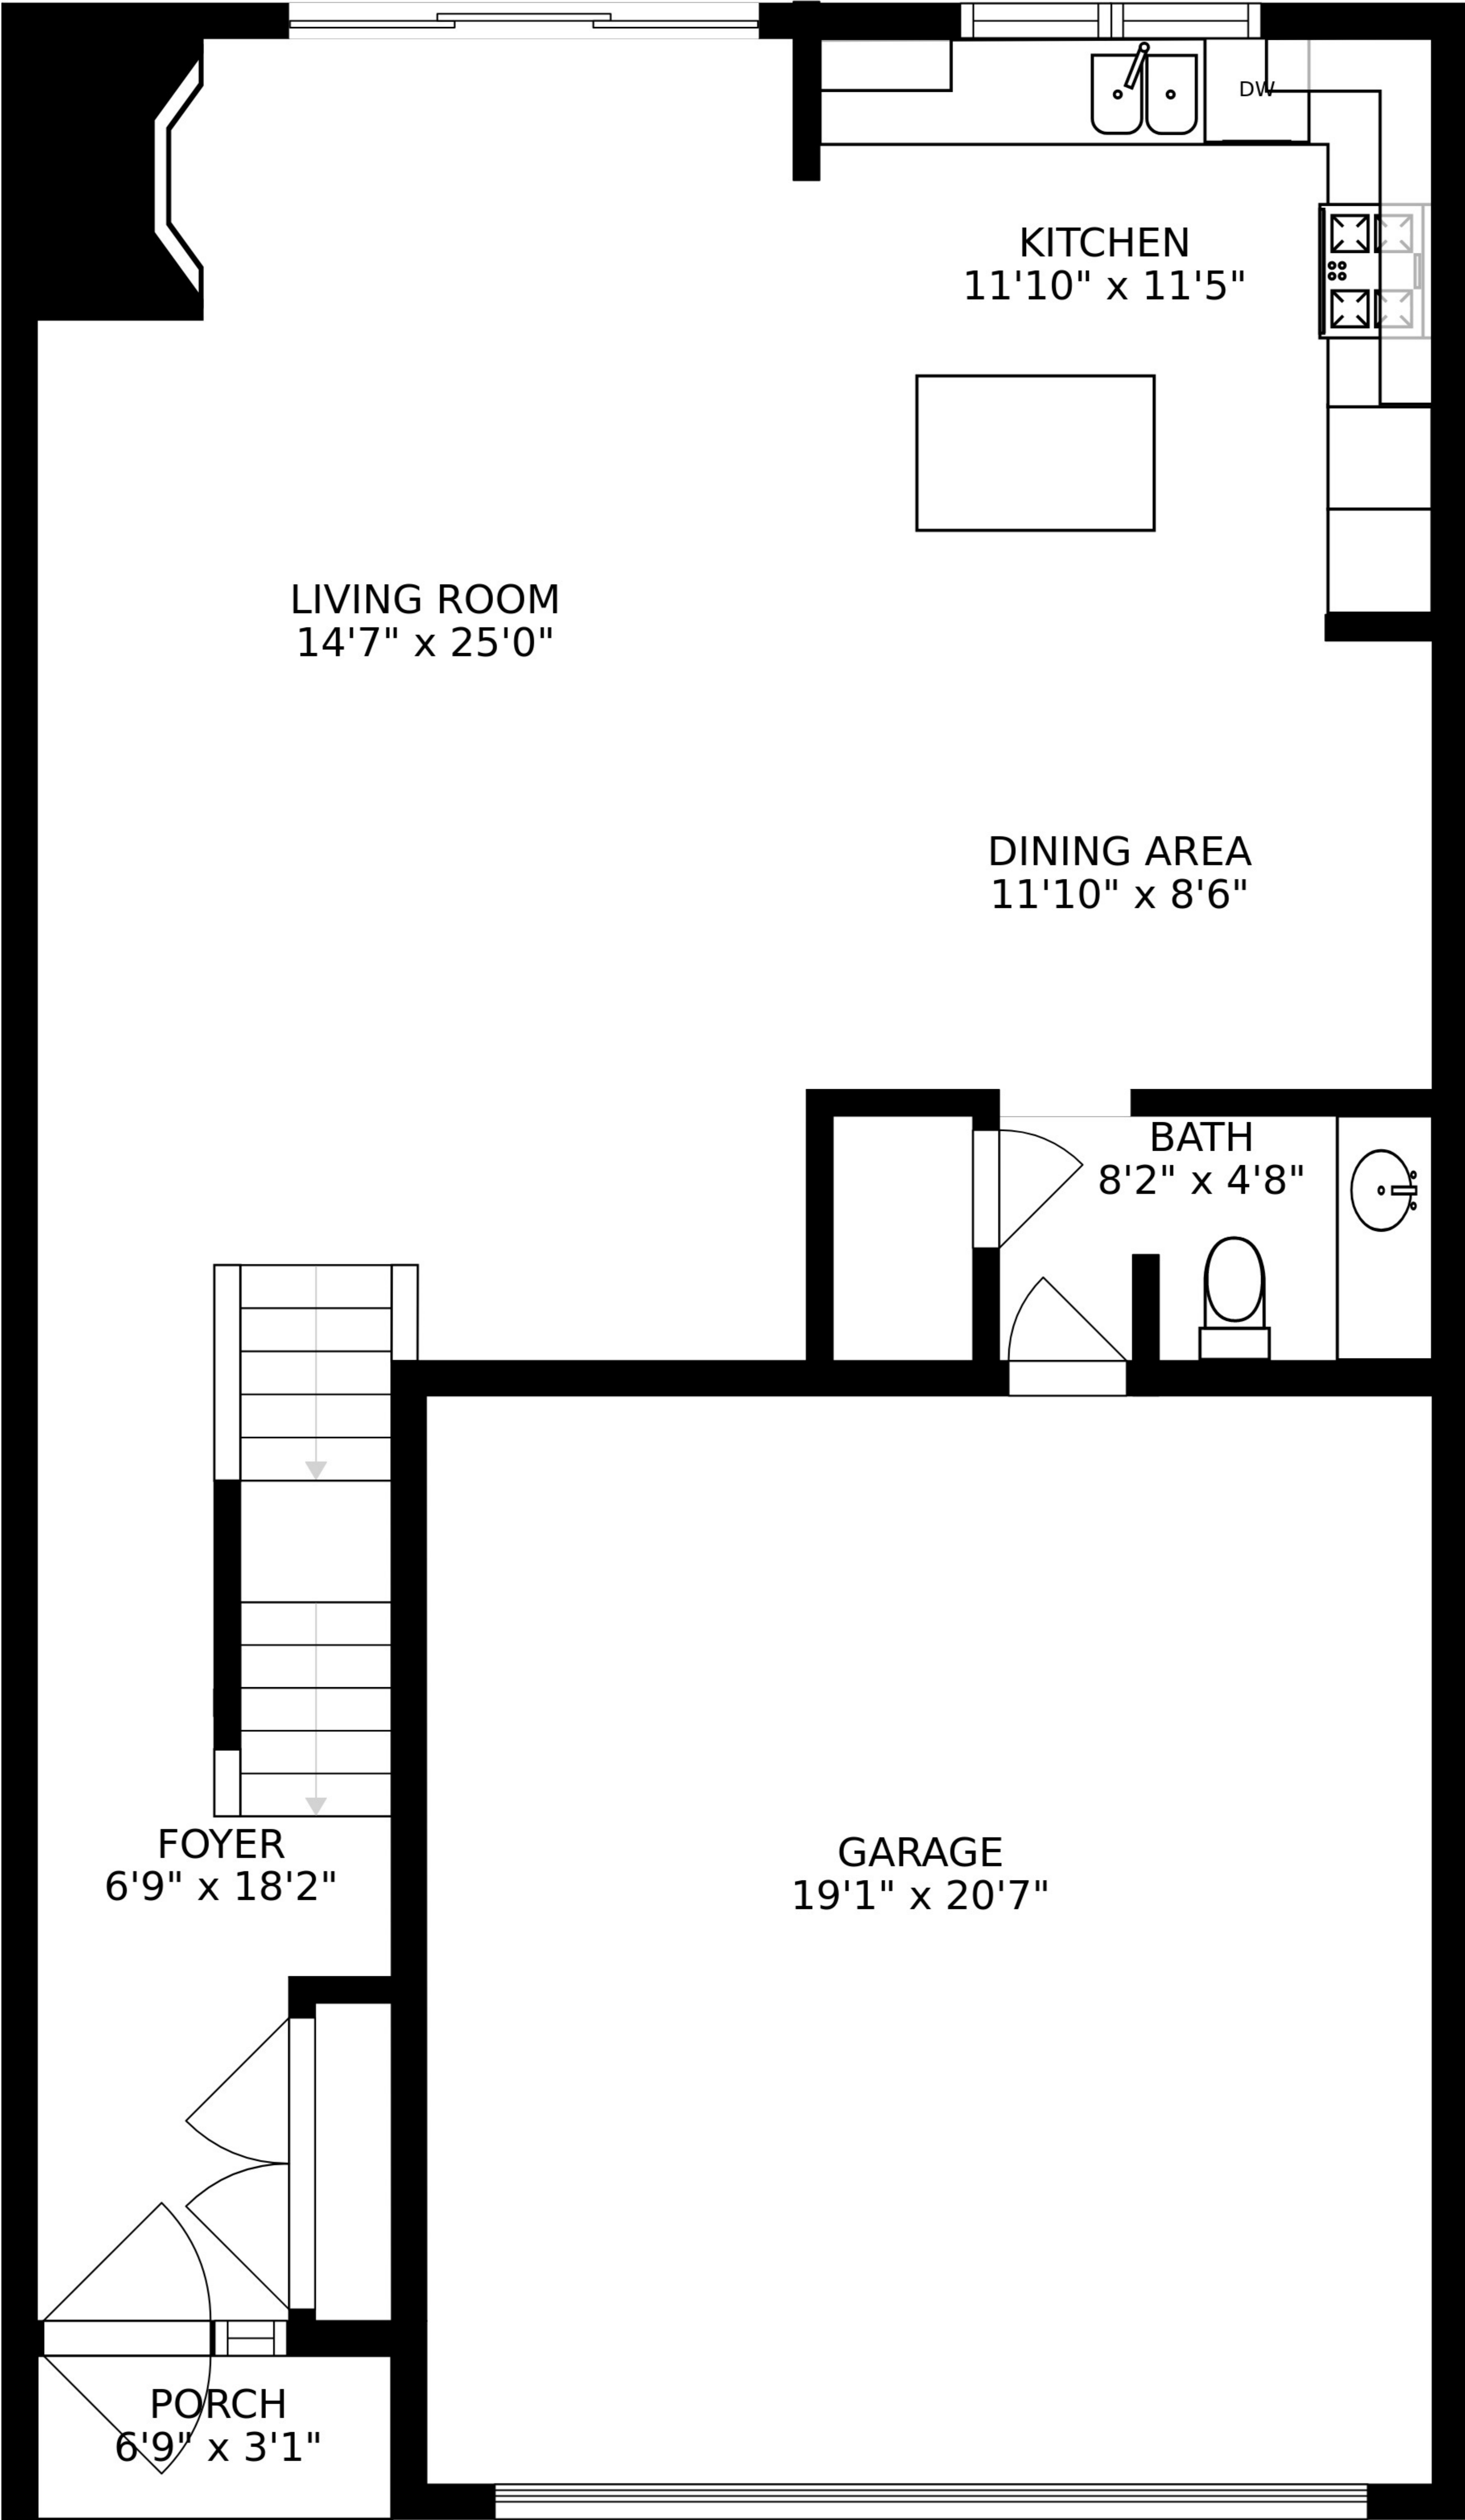 DW
KITCHEN
11'10" x 11'5"
LIVING ROOM
14'7" x 25'0"
DINING AREA
11'10" x 8'6"
BATH
8'2" x 4'8"
FOYER
6'9" x 18'2"
GARAGE
19'1" x 20'7"
PORCH
6'9" x 3'1"